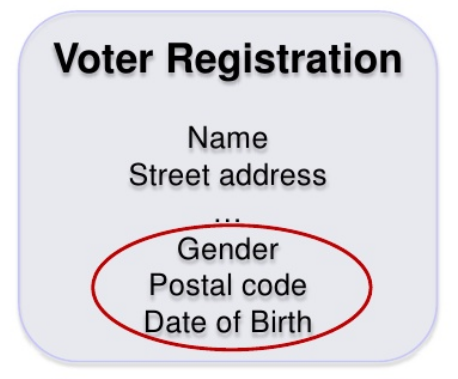 Voter Registration
Name
Street address
...
Gender
Postal code
Date of Birth